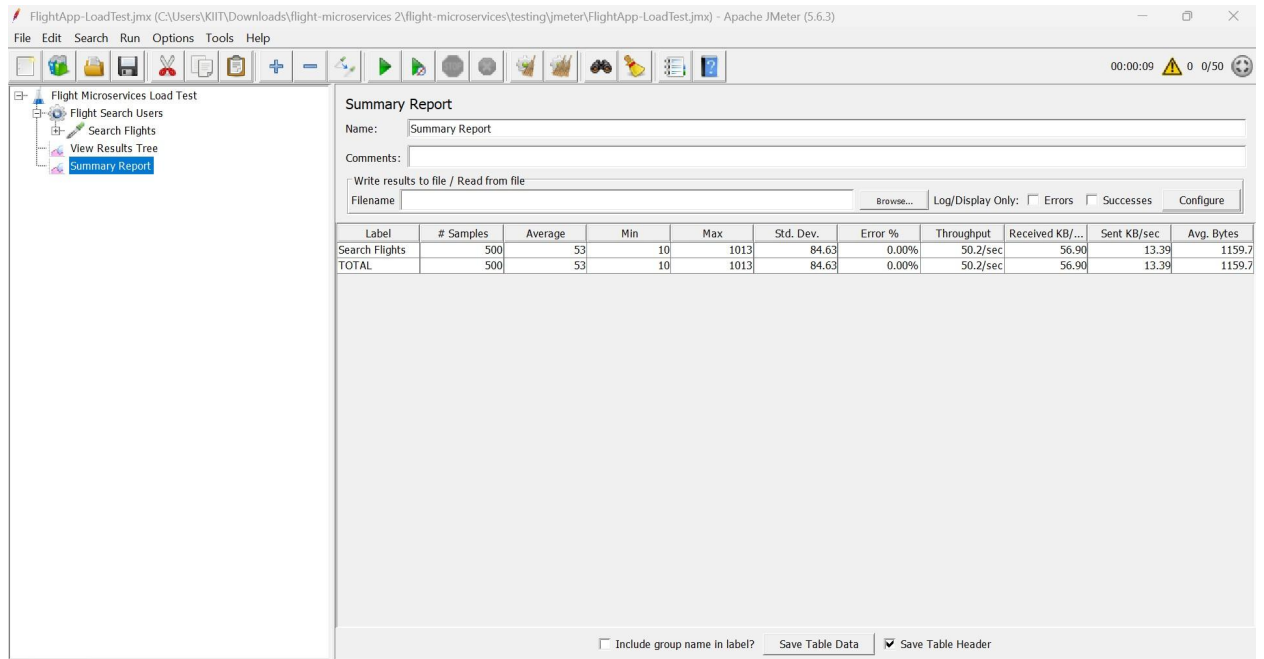 FlightApp-LoadTest.jmx (C:\Users\KIIT\Downloads\flight-microservices 2\flight-microservices\testing\jmeter\FlightApp-LoadTest.jmx) - Apache JMeter (5.6.3)
File Edit Search Run Options Tools Help
00:00:09 0 0/50
Flight Microservices Load Test
Flight Search Users
Search Flights
View Results Tree
Summary Report
Summary Report
Name: Summary Report
Comments:
Write results to file / Read from file
Filename Browse... Log/Display Only: Errors Successes Configure
Label # Samples Average Min Max Std. Dev. Error % Throughput Received KB/... Sent KB/sec Avg. Bytes
Search Flights 500 53 10 1013 84.63 0.00% 50.2/sec 56.90 13.39 1159.7
TOTAL 500 53 10 1013 84.63 0.00% 50.2/sec 56.90 13.39 1159.7
Include group name in label? Save Table Data Save Table Header